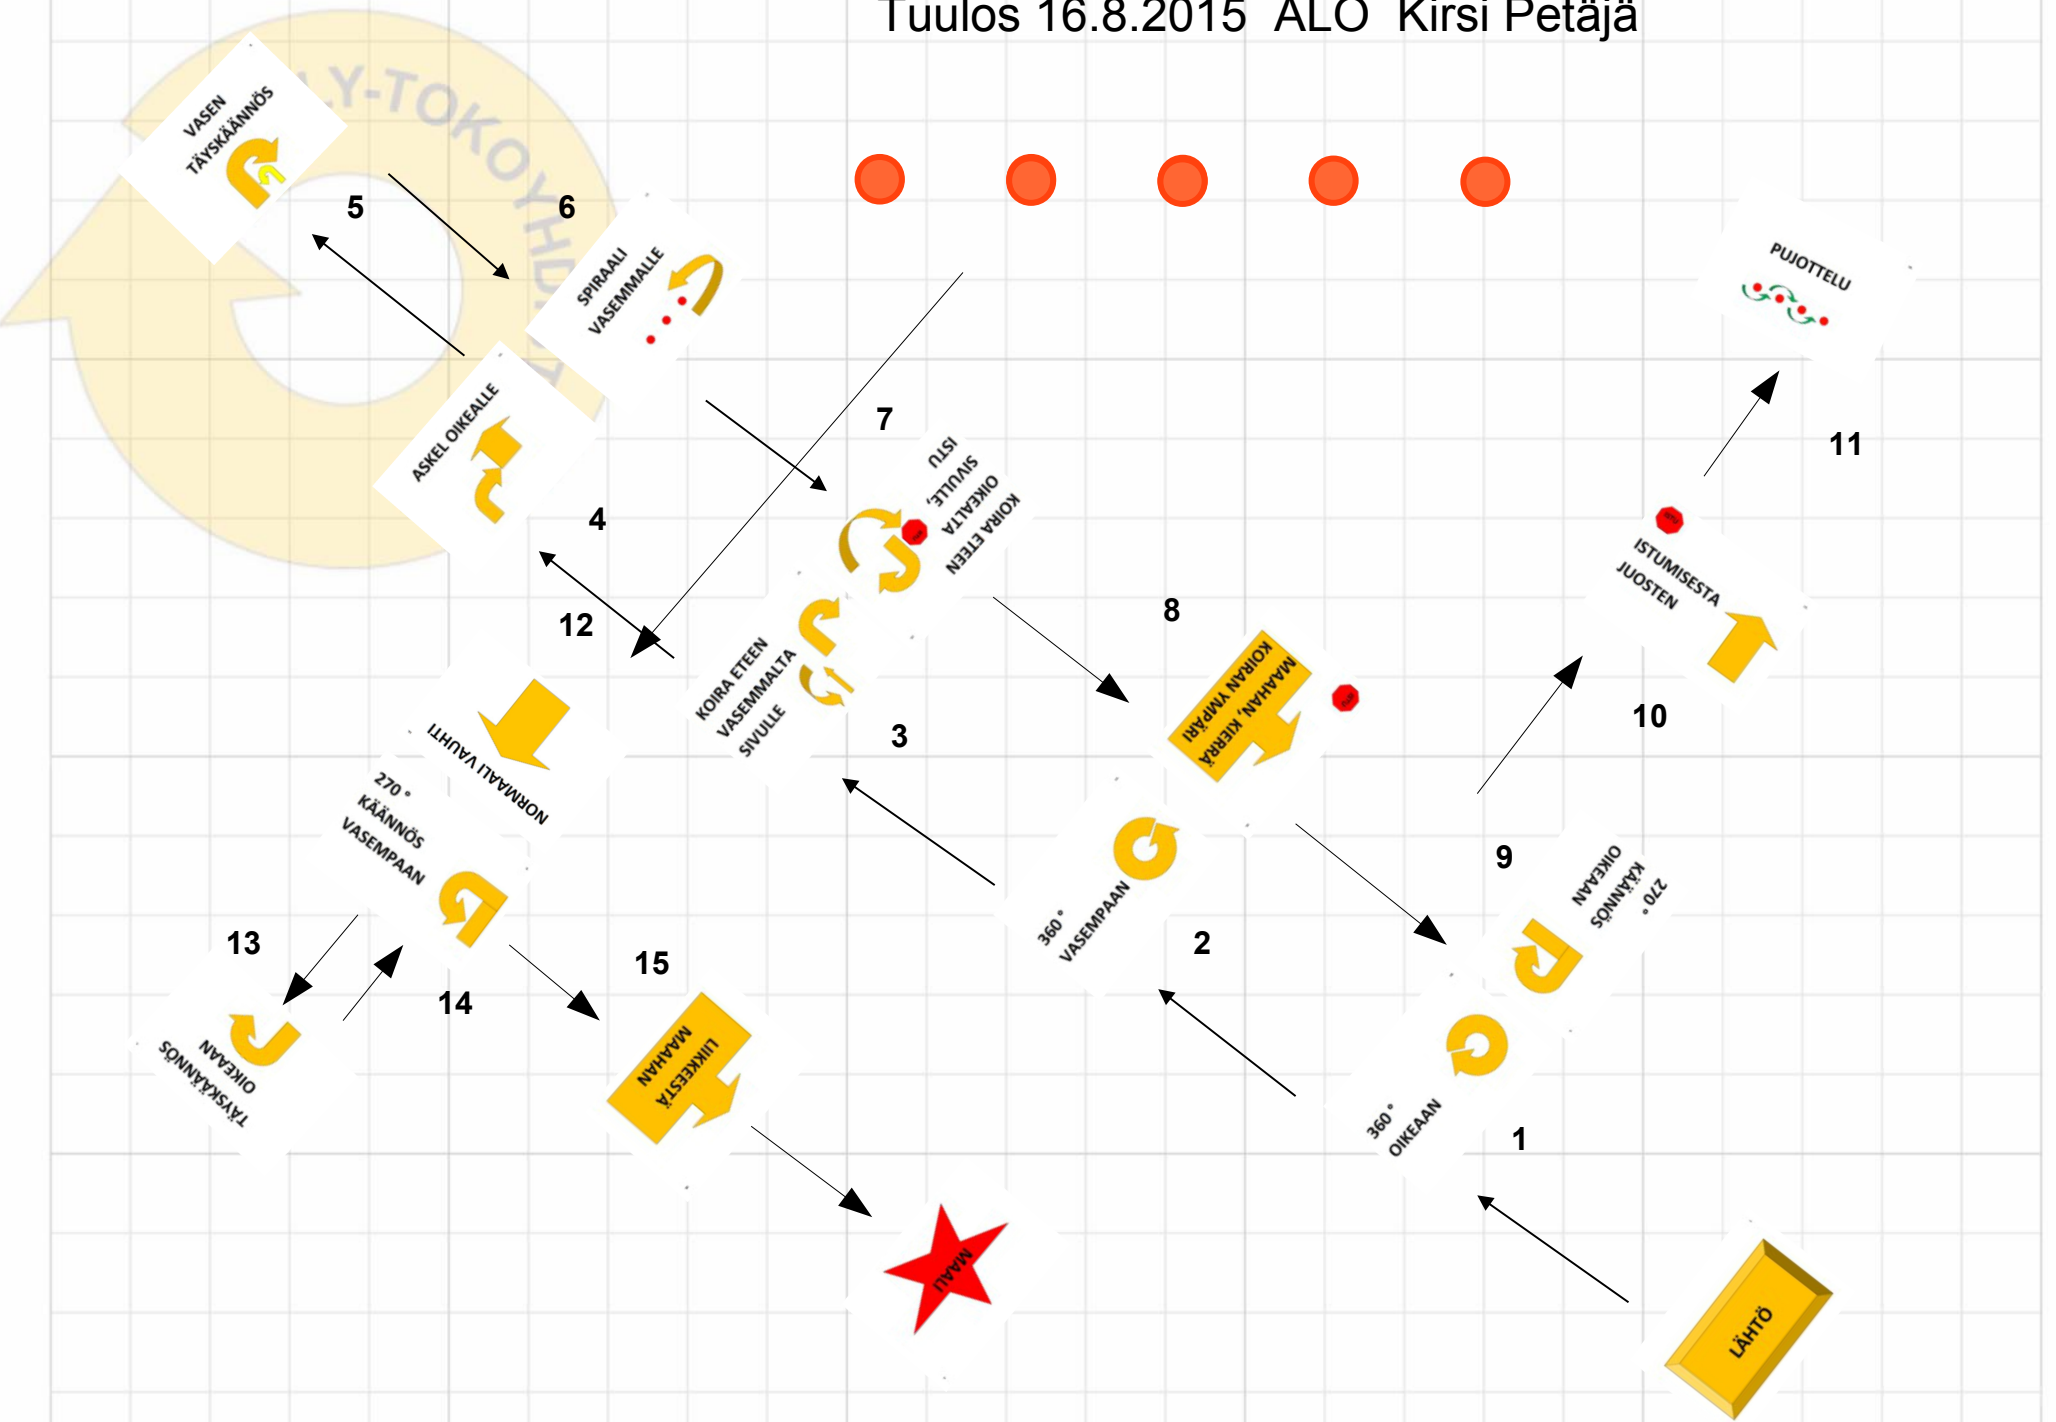 Tuulos 16.8.2015 ALO Kirsi Petäjä
LY-TOKOYHDI
VASEN
TÄYSKÄÄNNÖS
5
6
SPIRAALI
VASEMMALLE
PUJOTTELU
ASKEL OIKEALLE
4
7
KOIRA ETEEN
OIKEALTA
SIVULLE,
ISTU
11
ISTUMISESTA
JUOSTEN
12
8
KOIRA ETEEN
VASEMMALTA
SIVULLE
3
MAAHAN, KIERRÄ
KOIRAN YMPÄRI
10
NORMAALI VAUHTI
270 °
KÄÄNNÖS
VASEMPAAN
9
270 °
KÄÄNNÖS
OIKEAAN
360 °
VASEMPAAN
2
13
14
15
TÄYSKÄÄNNÖS
OIKEAAN
LIIKKEESTÄ
MAAHAN
360 °
OIKEAAN
1
MAALI
LÄHTÖ